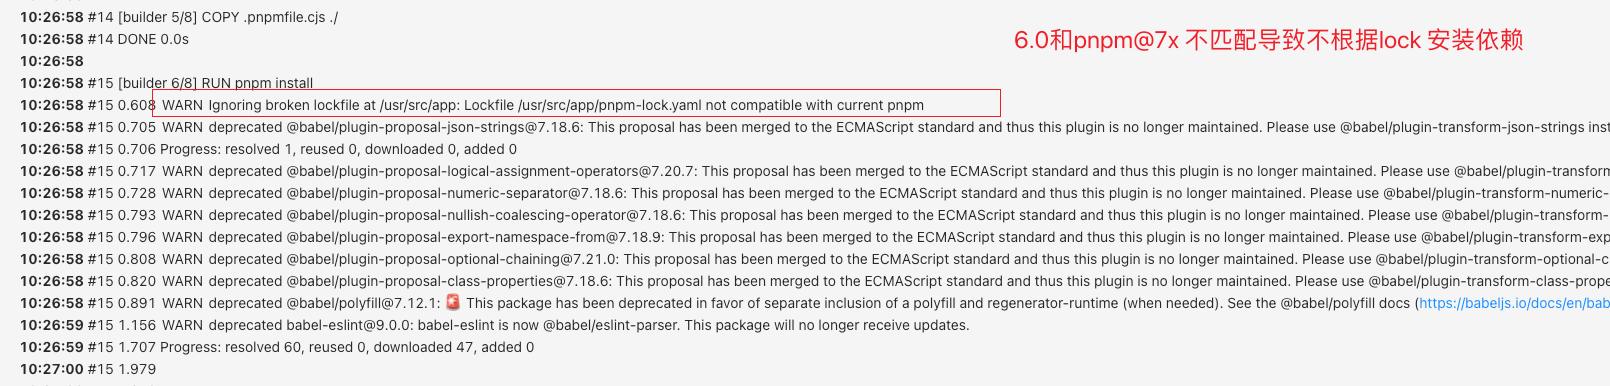 10:26:58 #14 [builder 5/8] COPY .pnpmfile.cjs ./
6.0和pnpm@7x 不匹配导致不根据lock 安装依赖
10:26:58 #14 DONE 0.0s
10:26:58
10:26:58 #15 [builder 6/8] RUN pnpm install
10:26:58 #15 0.608 WARN Ignoring broken lockfile at /usr/src/app: Lockfile /usr/src/app/pnpm-lock.yaml not compatible with current pnpm
10:26:58 #15 0.705 WARN deprecated @babel/plugin-proposal-json-strings@7.18.6: This proposal has been merged to the ECMAScript standard and thus this plugin is no longer maintained. Please use @babel/plugin-transform-json-strings inst
10:26:58 #15 0.706 Progress: resolved 1, reused 0, downloaded 0, added 0
10:26:58 #15 0.717 WARN deprecated @babel/plugin-proposal-logical-assignment-operators@7.20.7: This proposal has been merged to the ECMAScript standard and thus this plugin is no longer maintained. Please use @babel/plugin-transform
10:26:58 #15 0.728 WARN deprecated @babel/plugin-proposal-numeric-separator@7.18.6: This proposal has been merged to the ECMAScript standard and thus this plugin is no longer maintained. Please use @babel/plugin-transform-numeric-
10:26:58 #15 0.793 WARN deprecated @babel/plugin-proposal-nullish-coalescing-operator@7.18.6: This proposal has been merged to the ECMAScript standard and thus this plugin is no longer maintained. Please use @babel/plugin-transform-
10:26:58 #15 0.796 WARN deprecated @babel/plugin-proposal-export-namespace-from@7.18.9: This proposal has been merged to the ECMAScript standard and thus this plugin is no longer maintained. Please use @babel/plugin-transform-exp
10:26:58 #15 0.808 WARN deprecated @babel/plugin-proposal-optional-chaining@7.21.0: This proposal has been merged to the ECMAScript standard and thus this plugin is no longer maintained. Please use @babel/plugin-transform-optional-c
10:26:58 #15 0.820 WARN deprecated @babel/plugin-proposal-class-properties@7.18.6: This proposal has been merged to the ECMAScript standard and thus this plugin is no longer maintained. Please use @babel/plugin-transform-class-prope
10:26:58 #15 0.891 WARN deprecated @babel/polyfill@7.12.1: 🚨 This package has been deprecated in favor of separate inclusion of a polyfill and regenerator-runtime (when needed). See the @babel/polyfill docs (https://babeljs.io/docs/en/bab
10:26:59 #15 1.156 WARN deprecated babel-eslint@9.0.0: babel-eslint is now @babel/eslint-parser. This package will no longer receive updates.
10:26:59 #15 1.707 Progress: resolved 60, reused 0, downloaded 47, added 0
10:27:00 #15 1.979